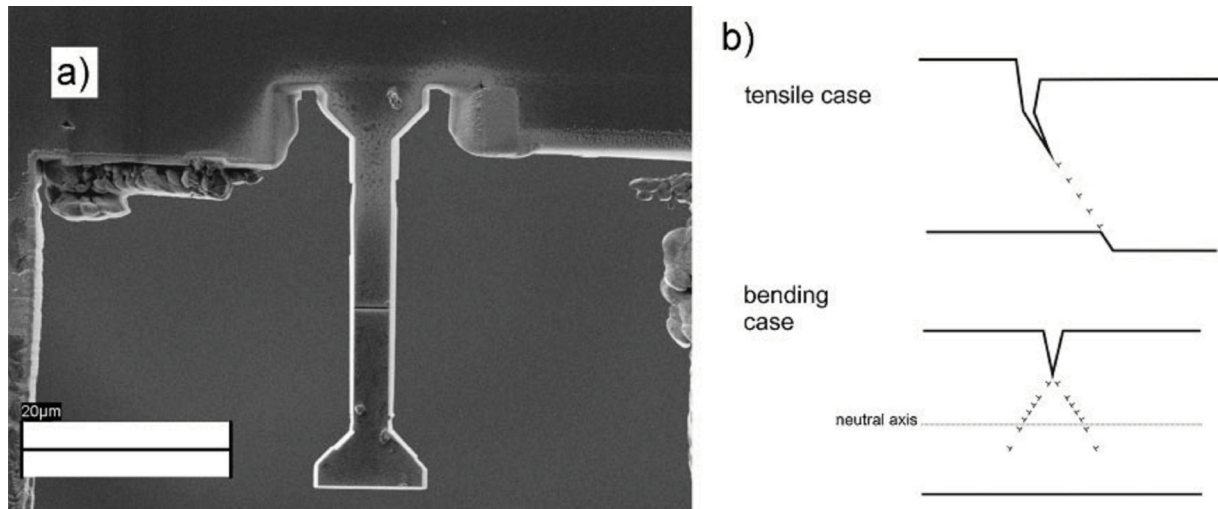 a)
20µm
b)
tensile case
bending
case
neutral axis